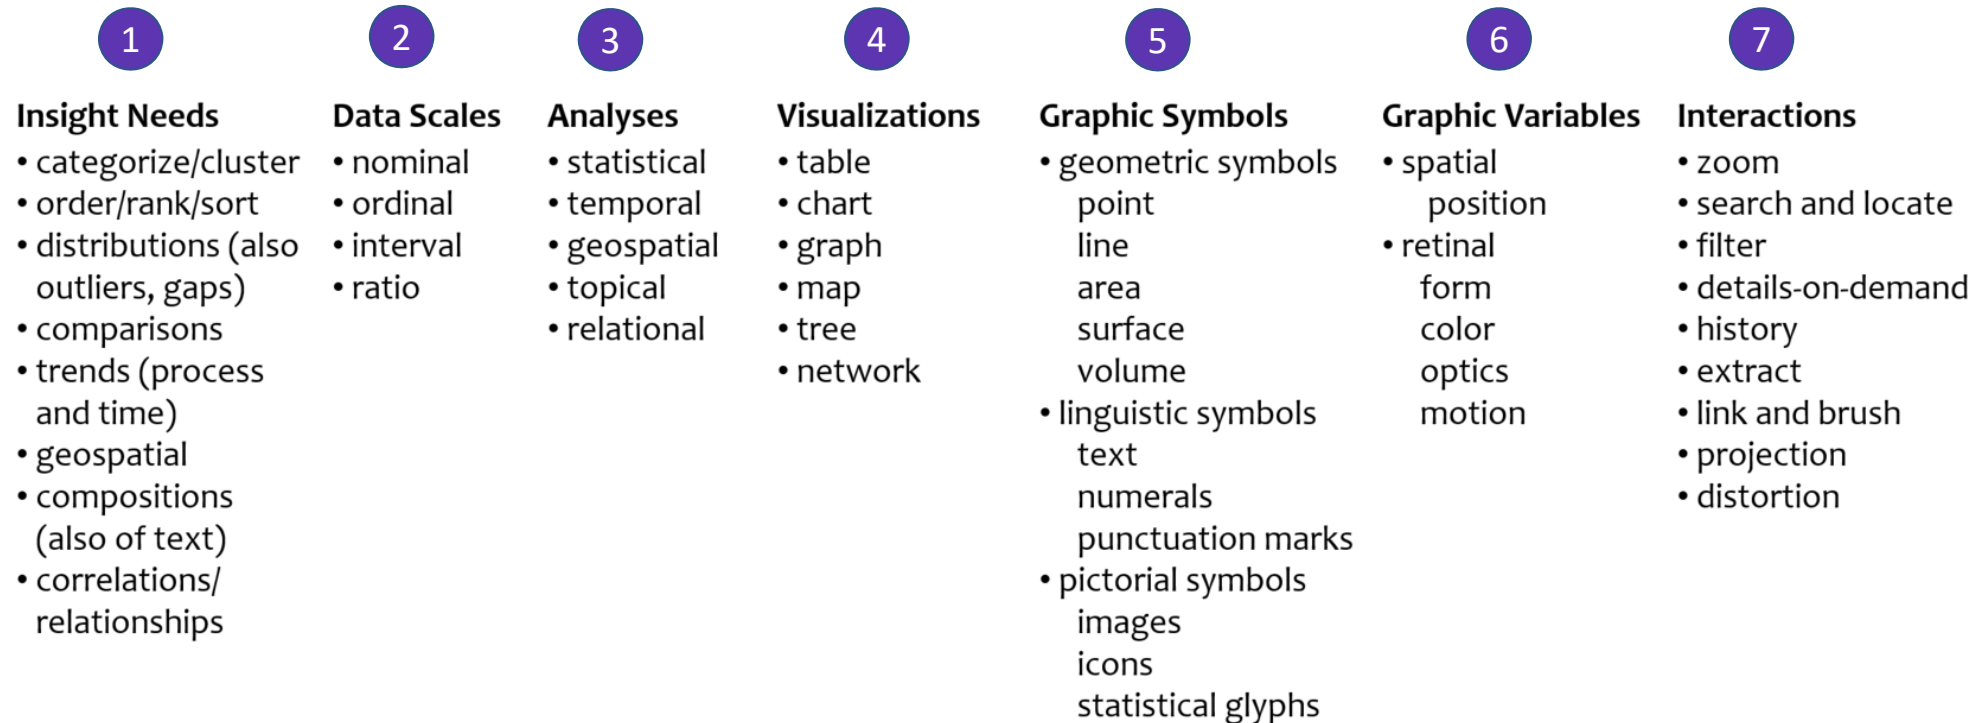 1
2
3
4
5
6
7
Insight Needs
• categorize/cluster
• order/rank/sort
• distributions (also
outliers, gaps)
• comparisons
• trends (process
and time)
• geospatial
• compositions
(also of text)
• correlations/
relationships
Data Scales
• nominal
• ordinal
• interval
• ratio
Analyses
• statistical
• temporal
• geospatial
• topical
• relational
Visualizations
• table
• chart
• graph
• map
• tree
• network
Graphic Symbols
• geometric symbols
point
line
area
surface
volume
• linguistic symbols
text
numerals
punctuation marks
• pictorial symbols
images
icons
statistical glyphs
Graphic Variables
• spatial
position
• retinal
form
color
optics
motion
Interactions
• zoom
• search and locate
• filter
• details-on-demand
• history
• extract
• link and brush
• projection
• distortion